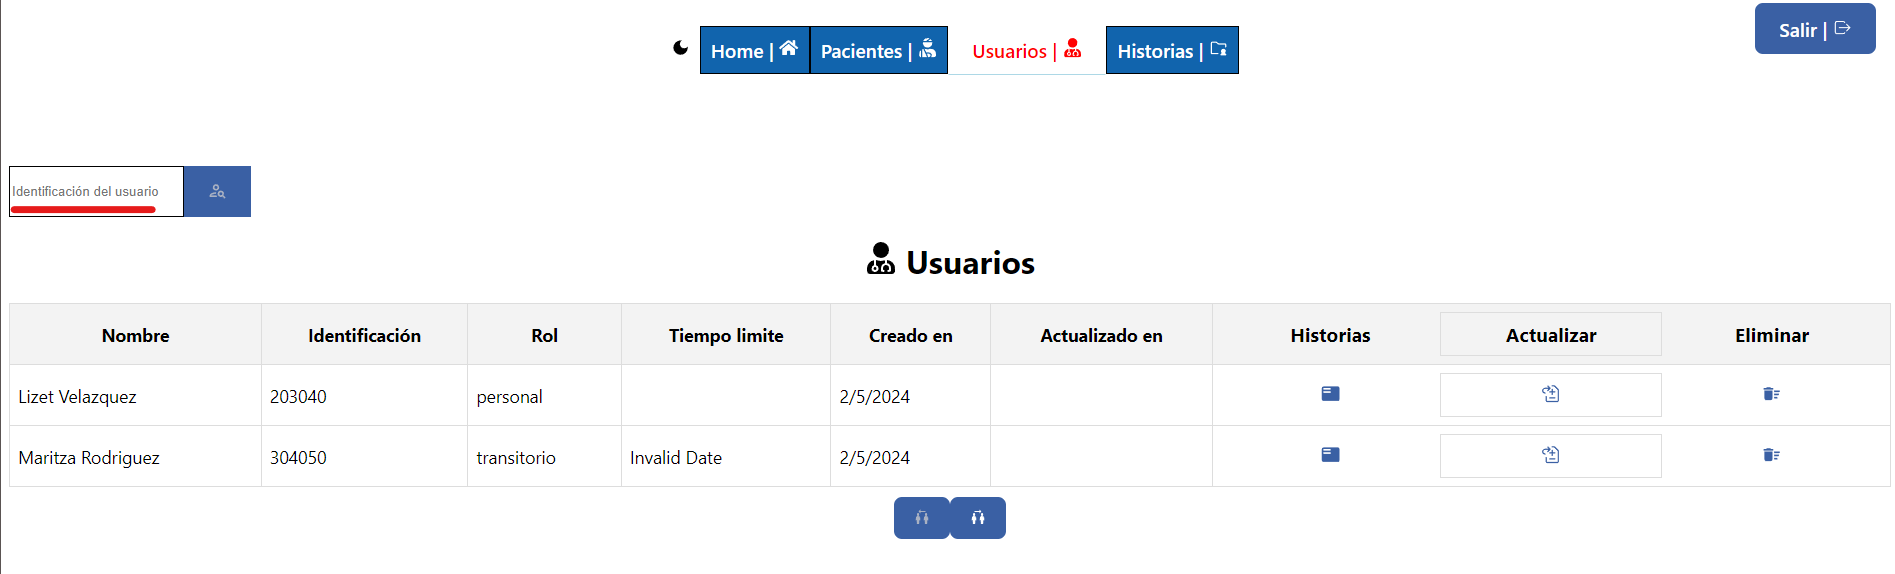 Home |
Pacientes |
Usuarios |
Historias |
Salir |
Identificación del usuario
Usuarios
Nombre Identificación Rol Tiempo limite Creado en Actualizado en Historias Actualizar Eliminar
Lizet Velazquez 203040 personal 2/5/2024
Maritza Rodriguez 304050 transitorio Invalid Date 2/5/2024